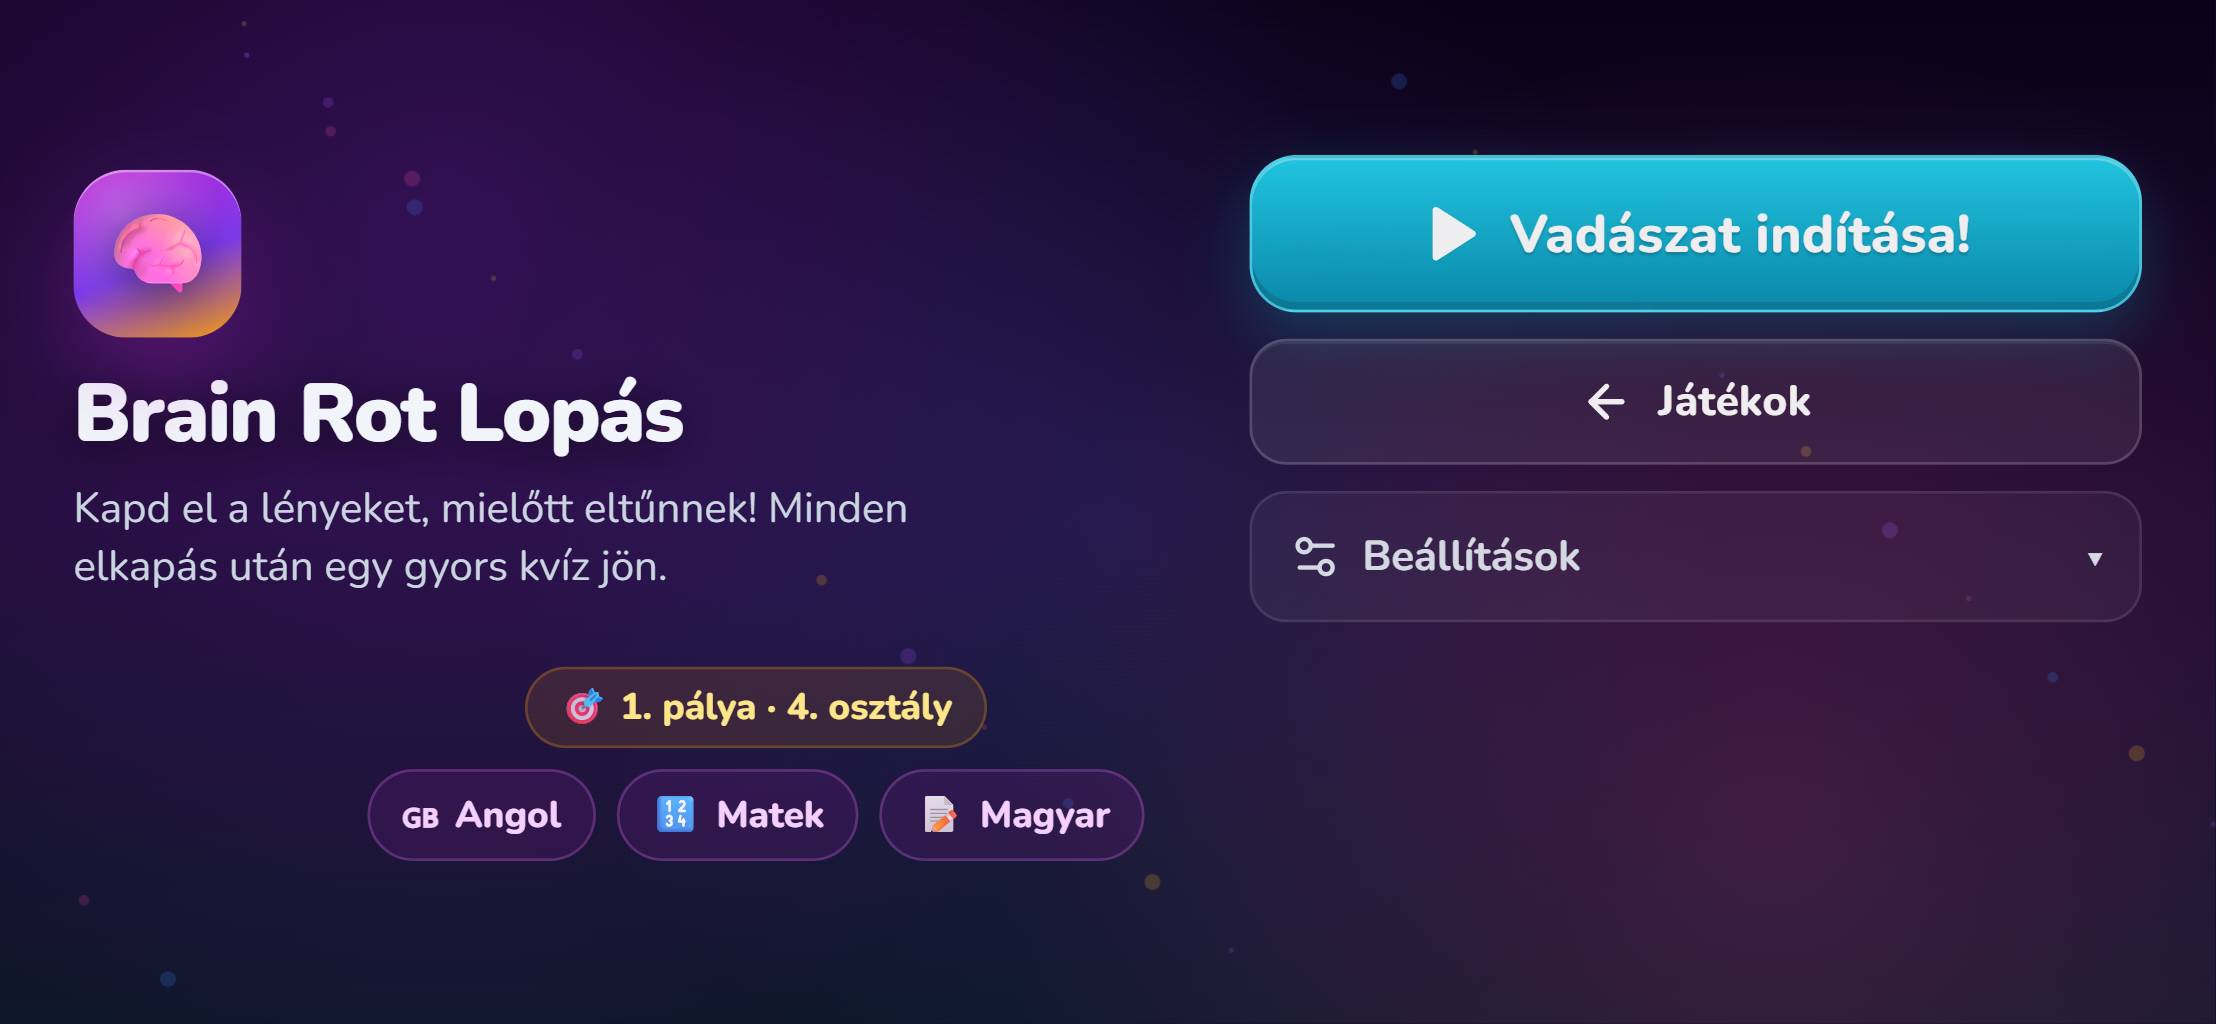 Brain Rot Lopás
Kapd el a lényeket, mielőtt eltűnnek! Minden
elkapás után egy gyors kvíz jön.
1. pálya · 4. osztály
GB Angol
1234 Matek
Magyar
Vadászat indítása!
Játékok
Beállítások